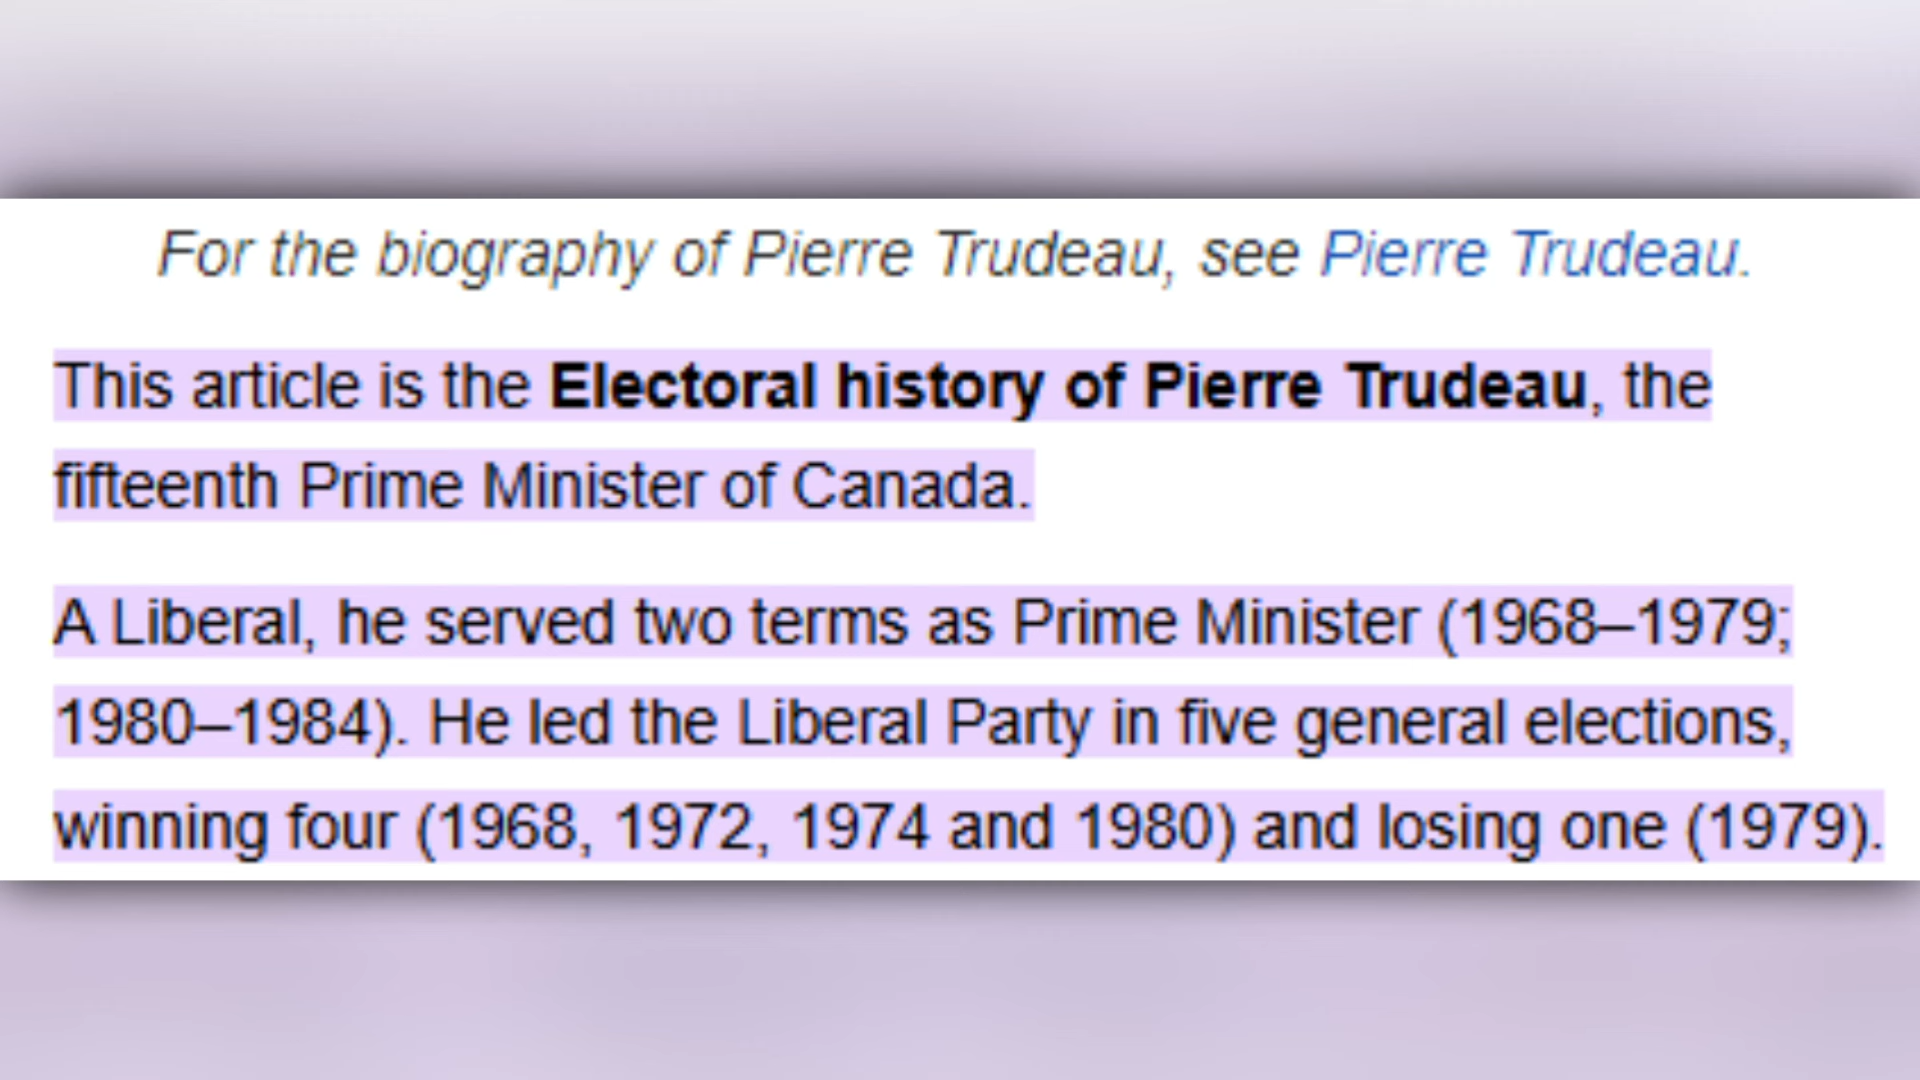 For the biography of Pierre Trudeau, see Pierre Trudeau.
This article is the Electoral history of Pierre Trudeau, the
fifteenth Prime Minister of Canada.
A Liberal, he served two terms as Prime Minister (1968–1979;
1980–1984). He led the Liberal Party in five general elections,
winning four (1968, 1972, 1974 and 1980) and losing one (1979).